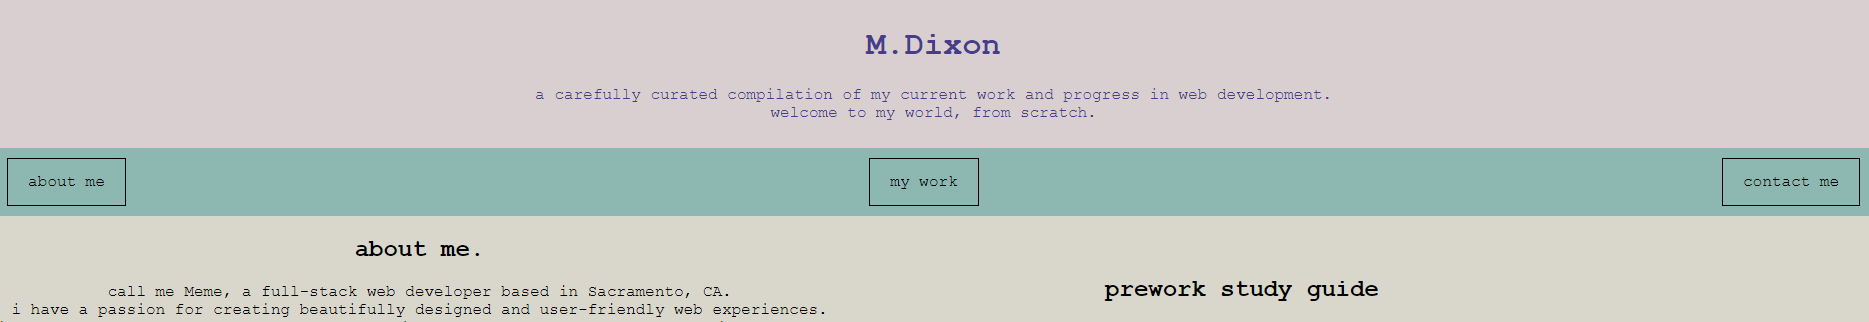 M.Dixon
a carefully curated compilation of my current work and progress in web development.
welcome to my world, from scratch.
about me
my work
contact me
about me.
call me Meme, a full-stack web developer based in Sacramento, CA.
i have a passion for creating beautifully designed and user-friendly web experiences.
prework study guide